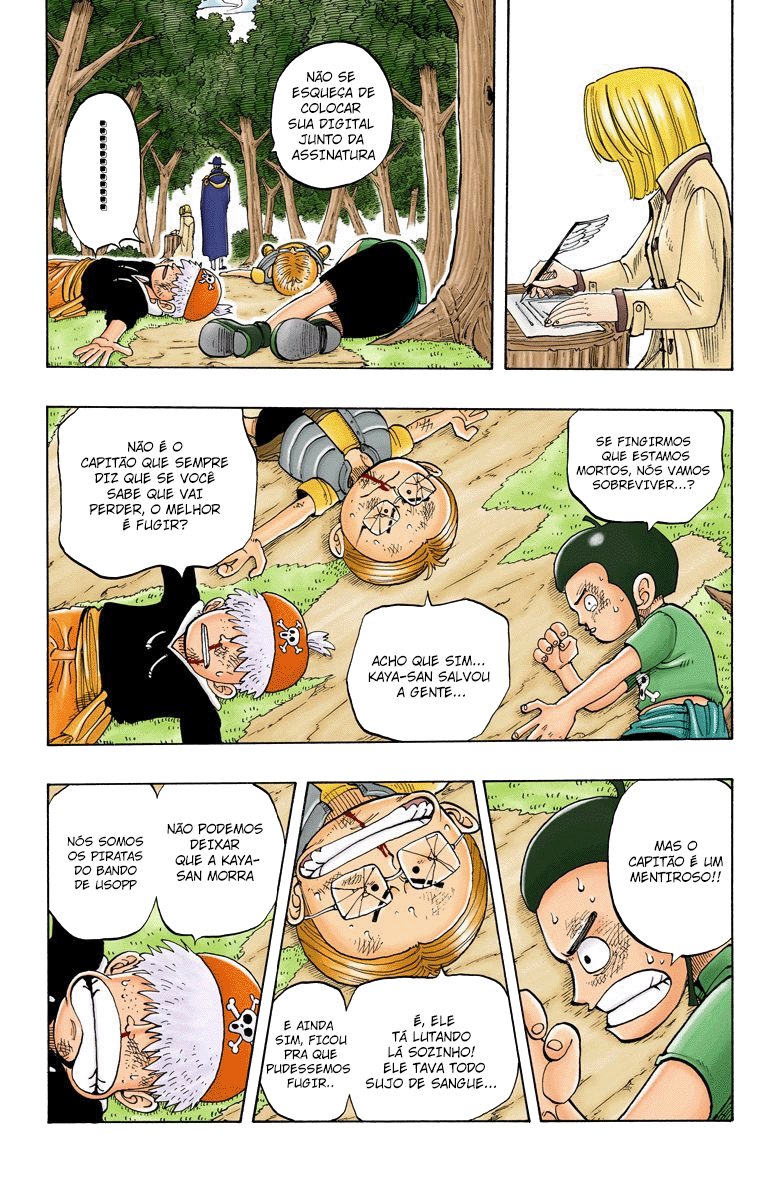 NÃO SE
ESQUEÇA DE
COLOCAR
SUA DIGITAL
JUNTO DA
ASSINATURA
SE FINGIRMOS
QUE ESTAMOS
MORTOS, NÓS VAMOS
SOBREVIVER...?
ACHO QUE SIM...
KAYA-SAN SALVOU
A GENTE...
NÃO É O
CAPITÃO QUE SEMPRE
DIZ QUE SE VOCÊ
SABE QUE VAI
PERDER, O MELHOR
É FUGIR?
MAS O
CAPITÃO É UM
MENTIROSO!!
É, ELE
TÁ LUTANDO
LÁ SOZINHO!
ELE TAVA TODO
SUJO DE SANGUE...
E AINDA
SIM, FICOU
PRA QUE
PUDESSEMOS
FUGIR..
NÃO PODEMOS
DEIXAR
QUE A KAYA-
SAN MORRA
NÓS SOMOS
OS PIRATAS
DO BANDO
DE USOPP